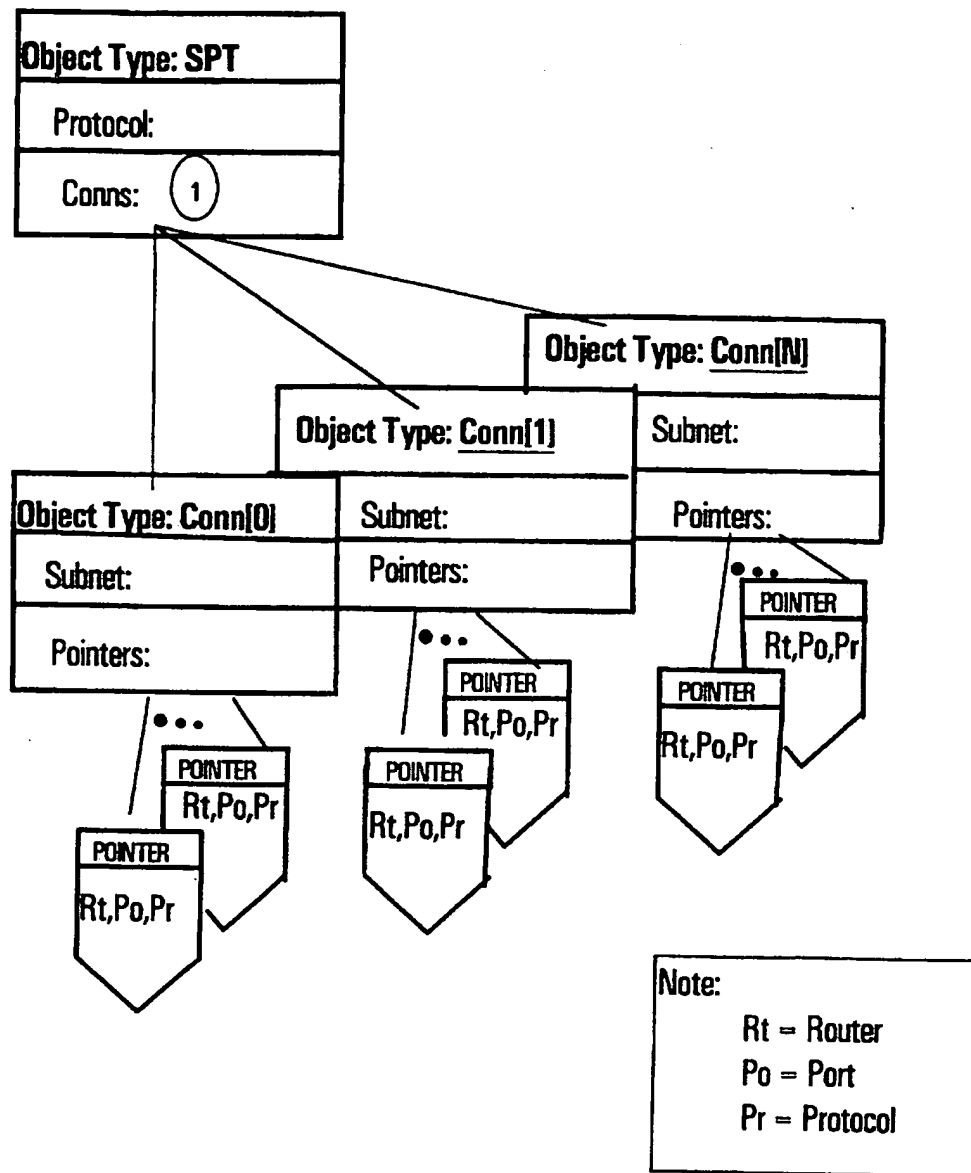 Object Type: SPT
Protocol:
Conns: 1
Object Type: Conn[N]
Subnet:
Pointers:
Object Type: Conn[1]
Subnet:
Pointers:
Object Type: Conn[0]
Subnet:
Pointers:
POINTER
Rt,Po,Pr
POINTER
Rt,Po,Pr
POINTER
Rt,Po,Pr
POINTER
Rt,Po,Pr
POINTER
Rt,Po,Pr
POINTER
Rt,Po,Pr
Note:
Rt = Router
Po = Port
Pr = Protocol